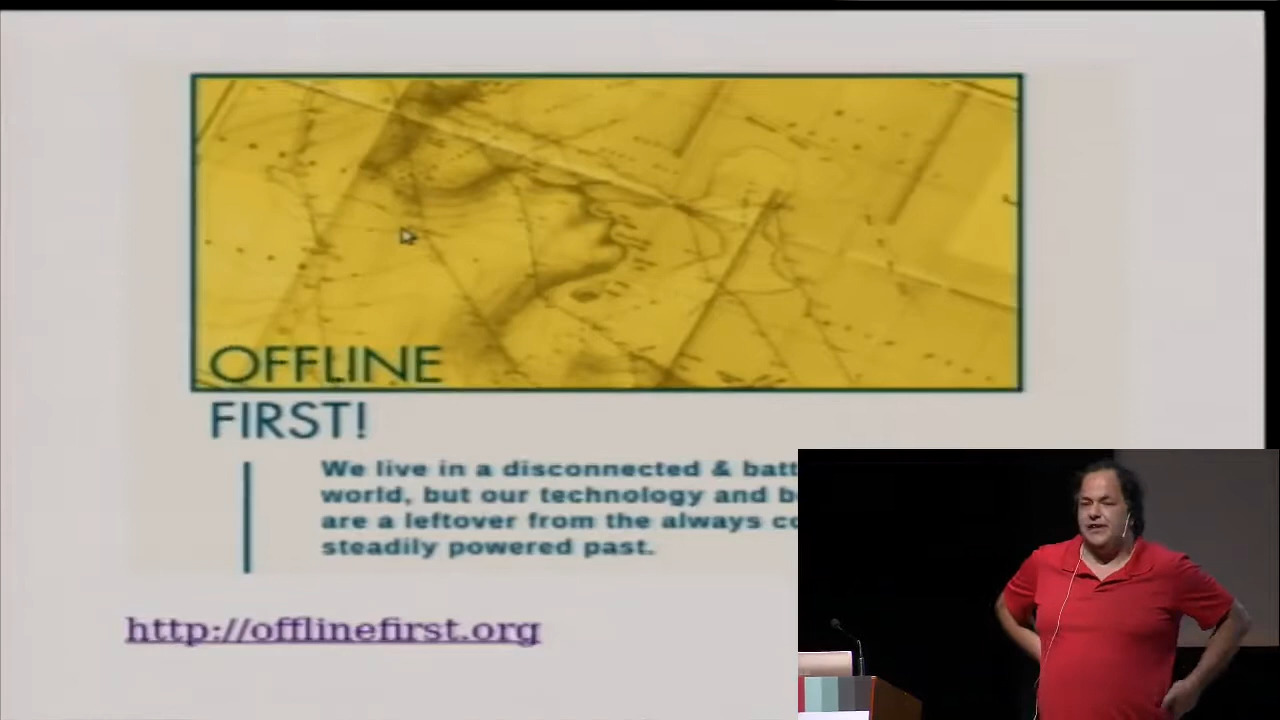 OFFLINE
FIRST!
We live in a disconnected & batt
world, but our technology and b
are a leftover from the always co
steadily powered past.
http://offlinefirst.org